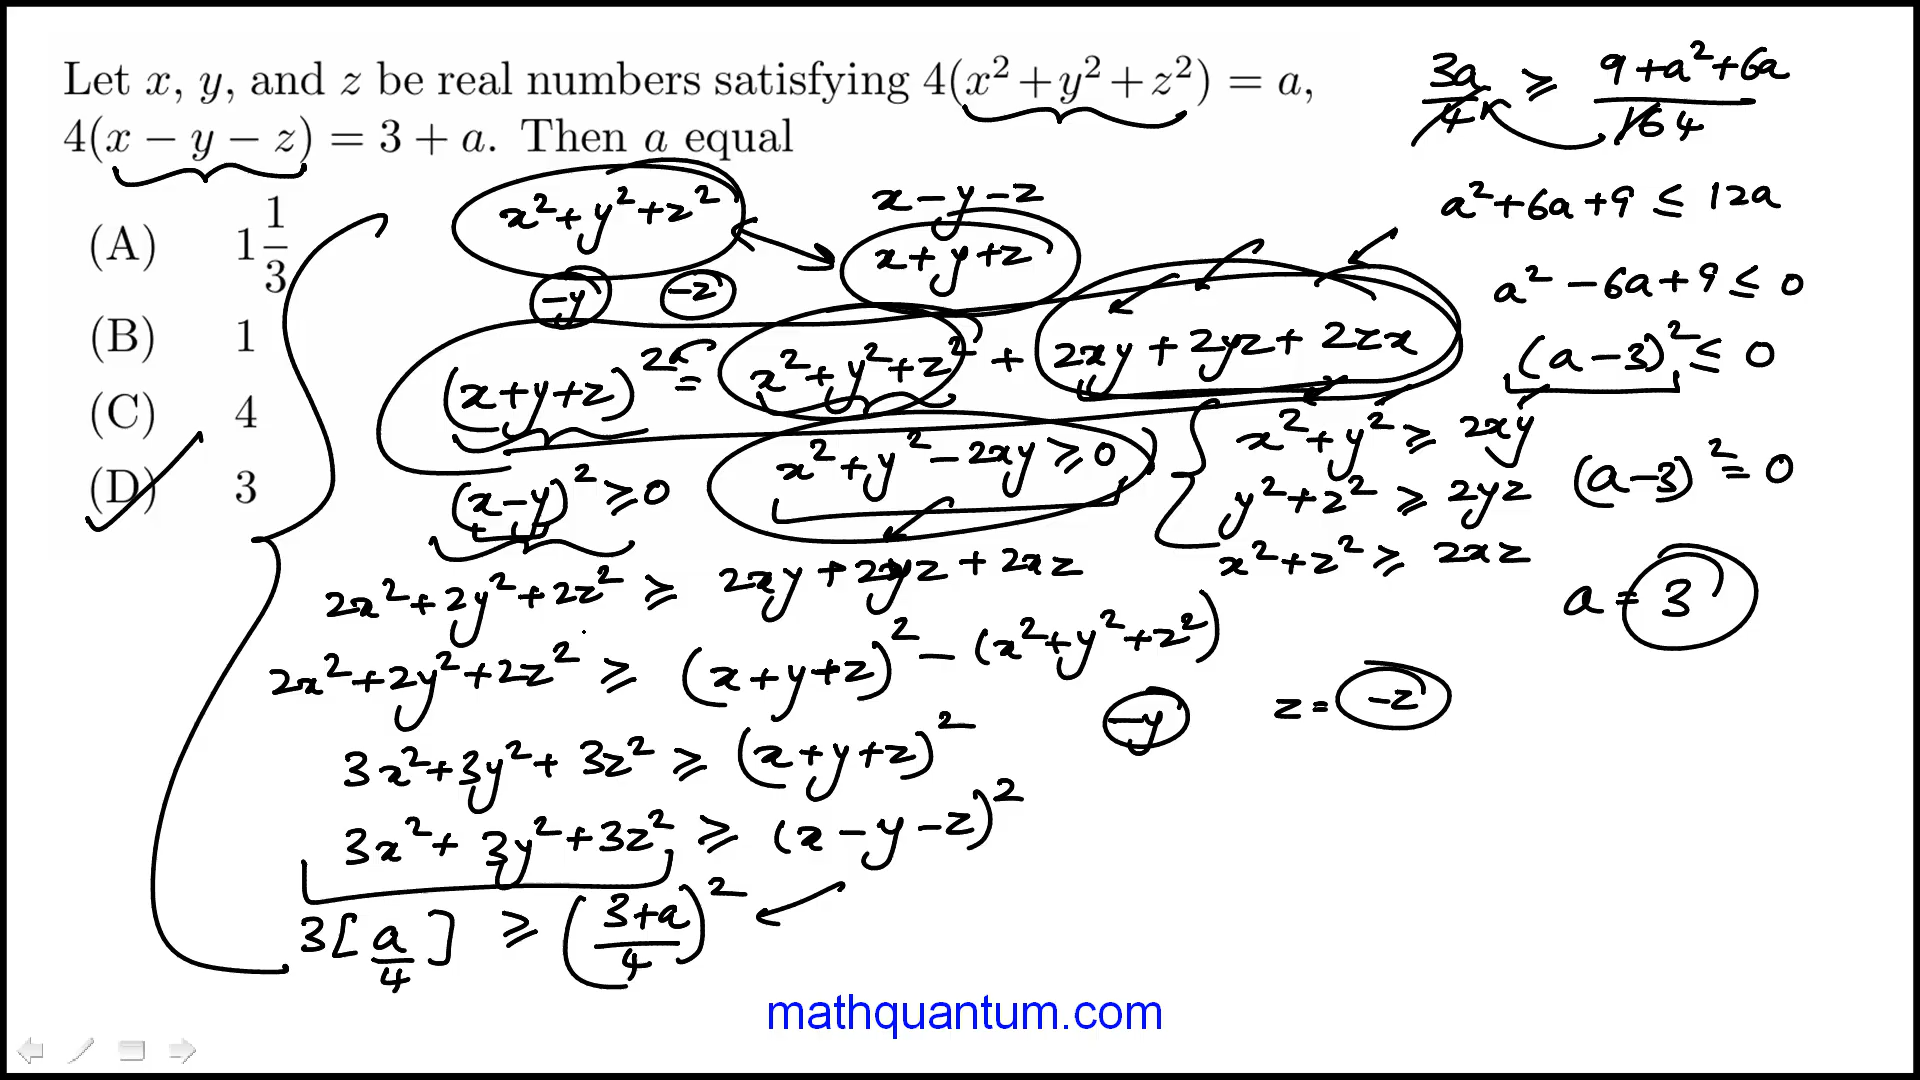 Let x, y, and z be real numbers satisfying 4(x² + y² + z²) = a,
4(x − y − z) = 3 + a. Then a equal
(A) 1 1/3
(B) 1
(C) 4
(D) 3
x² + y² + z²
x − y − z
x + y + z
−y −z
(x + y + z)² = x² + y² + z² + 2xy + 2yz + 2zx
(x − y)² ≥ 0
x² + y² − 2xy ≥ 0
x² + y² ≥ 2xy
y² + z² ≥ 2yz
x² + z² ≥ 2xz
2x² + 2y² + 2z² ≥ 2xy + 2yz + 2xz
2x² + 2y² + 2z² ≥ (x + y + z)² − (x² + y² + z²)
−y z = −z
3x² + 3y² + 3z² ≥ (x + y + z)²
3x² + 3y² + 3z² ≥ (x − y − z)²
3[a/4] ≥ ((3 + a)/4)²
3a/4 ≥ (9 + a² + 6a)/16 4
a² + 6a + 9 ≤ 12a
a² − 6a + 9 ≤ 0
(a − 3)² ≤ 0
(a − 3)² = 0
a = 3
mathquantum.com